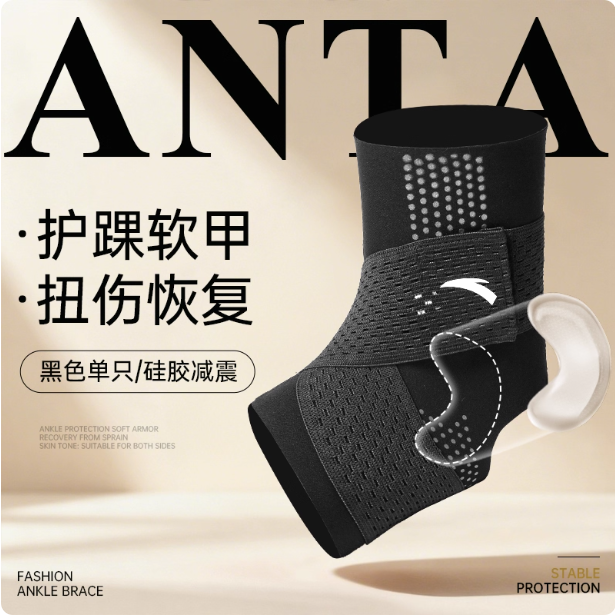 ANTA
·护踝软甲
·扭伤恢复
黑色单只/硅胶减震
ANKLE PROTECTION SOFT ARMOR
RECOVERY FROM SPRAIN
SKIN TONE: SUITABLE FOR BOTH SIDES
FASHION
ANKLE BRACE
STABLE
PROTECTION